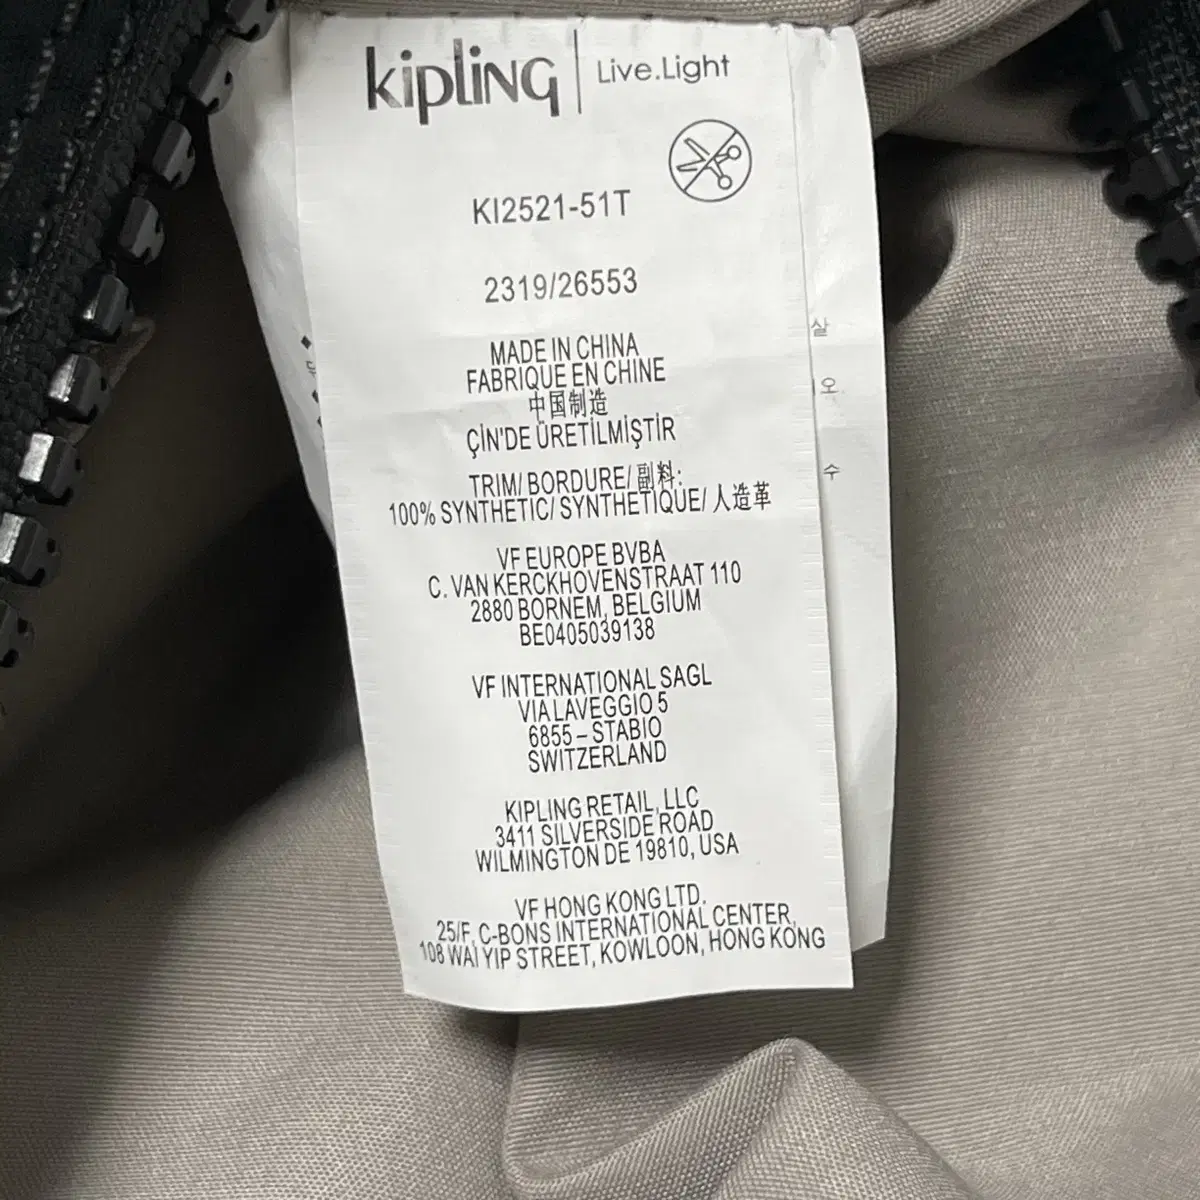 kipling | Live.Light
KI2521-51T
2319/26553
MADE IN CHINA
FABRIQUE EN CHINE
中国制造
ÇİN'DE ÜRETİLMİŞTİR
TRIM/ BORDURE/ 副料:
100% SYNTHETIC/ SYNTHETIQUE/ 人造革
VF EUROPE BVBA
C. VAN KERCKHOVENSTRAAT 110
2880 BORNEM, BELGIUM
BE0405039138
VF INTERNATIONAL SAGL
VIA LAVEGGIO 5
6855 – STABIO
SWITZERLAND
KIPLING RETAIL, LLC
3411 SILVERSIDE ROAD
WILMINGTON DE 19810, USA
VF HONG KONG LTD.
25/F, C-BONS INTERNATIONAL CENTER,
108 WAI YIP STREET, KOWLOON, HONG KONG
살
오
수